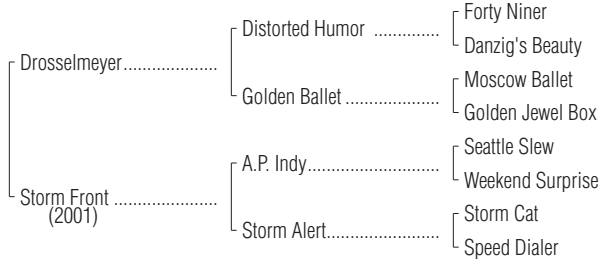 Forty Niner
Distorted Humor ..............
Danzig's Beauty
Drosselmeyer....................
Moscow Ballet
Golden Ballet ....................
Golden Jewel Box
Seattle Slew
A.P. Indy............................
Weekend Surprise
Storm Front ......................
(2001)
Storm Cat
Storm Alert........................
Speed Dialer